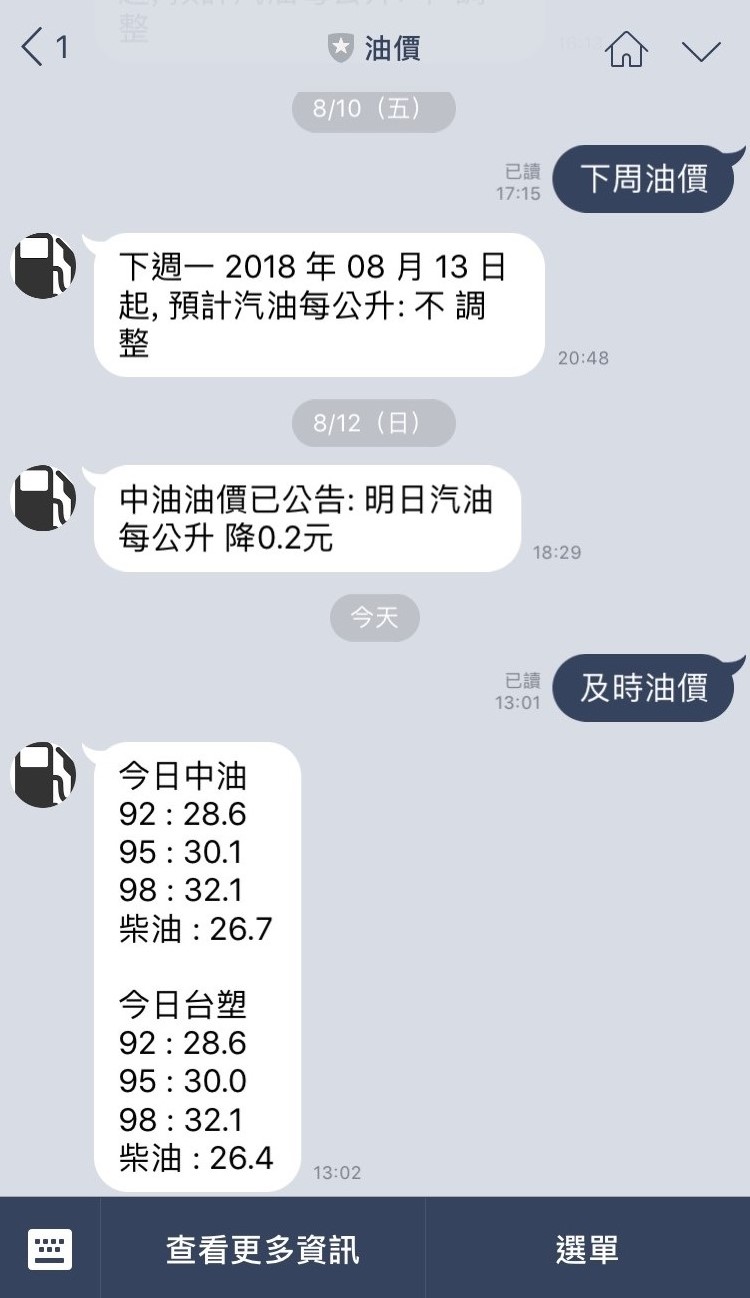 整
1
油價
8/10（五）
下周油價
已讀
17:15
下週一 2018 年 08 月 13 日
起, 預計汽油每公升: 不 調
整
20:48
8/12（日）
中油油價已公告: 明日汽油
每公升 降0.2元
18:29
今天
及時油價
已讀
13:01
今日中油
92 : 28.6
95 : 30.1
98 : 32.1
柴油 : 26.7
今日台塑
92 : 28.6
95 : 30.0
98 : 32.1
柴油 : 26.4
13:02
查看更多資訊
選單